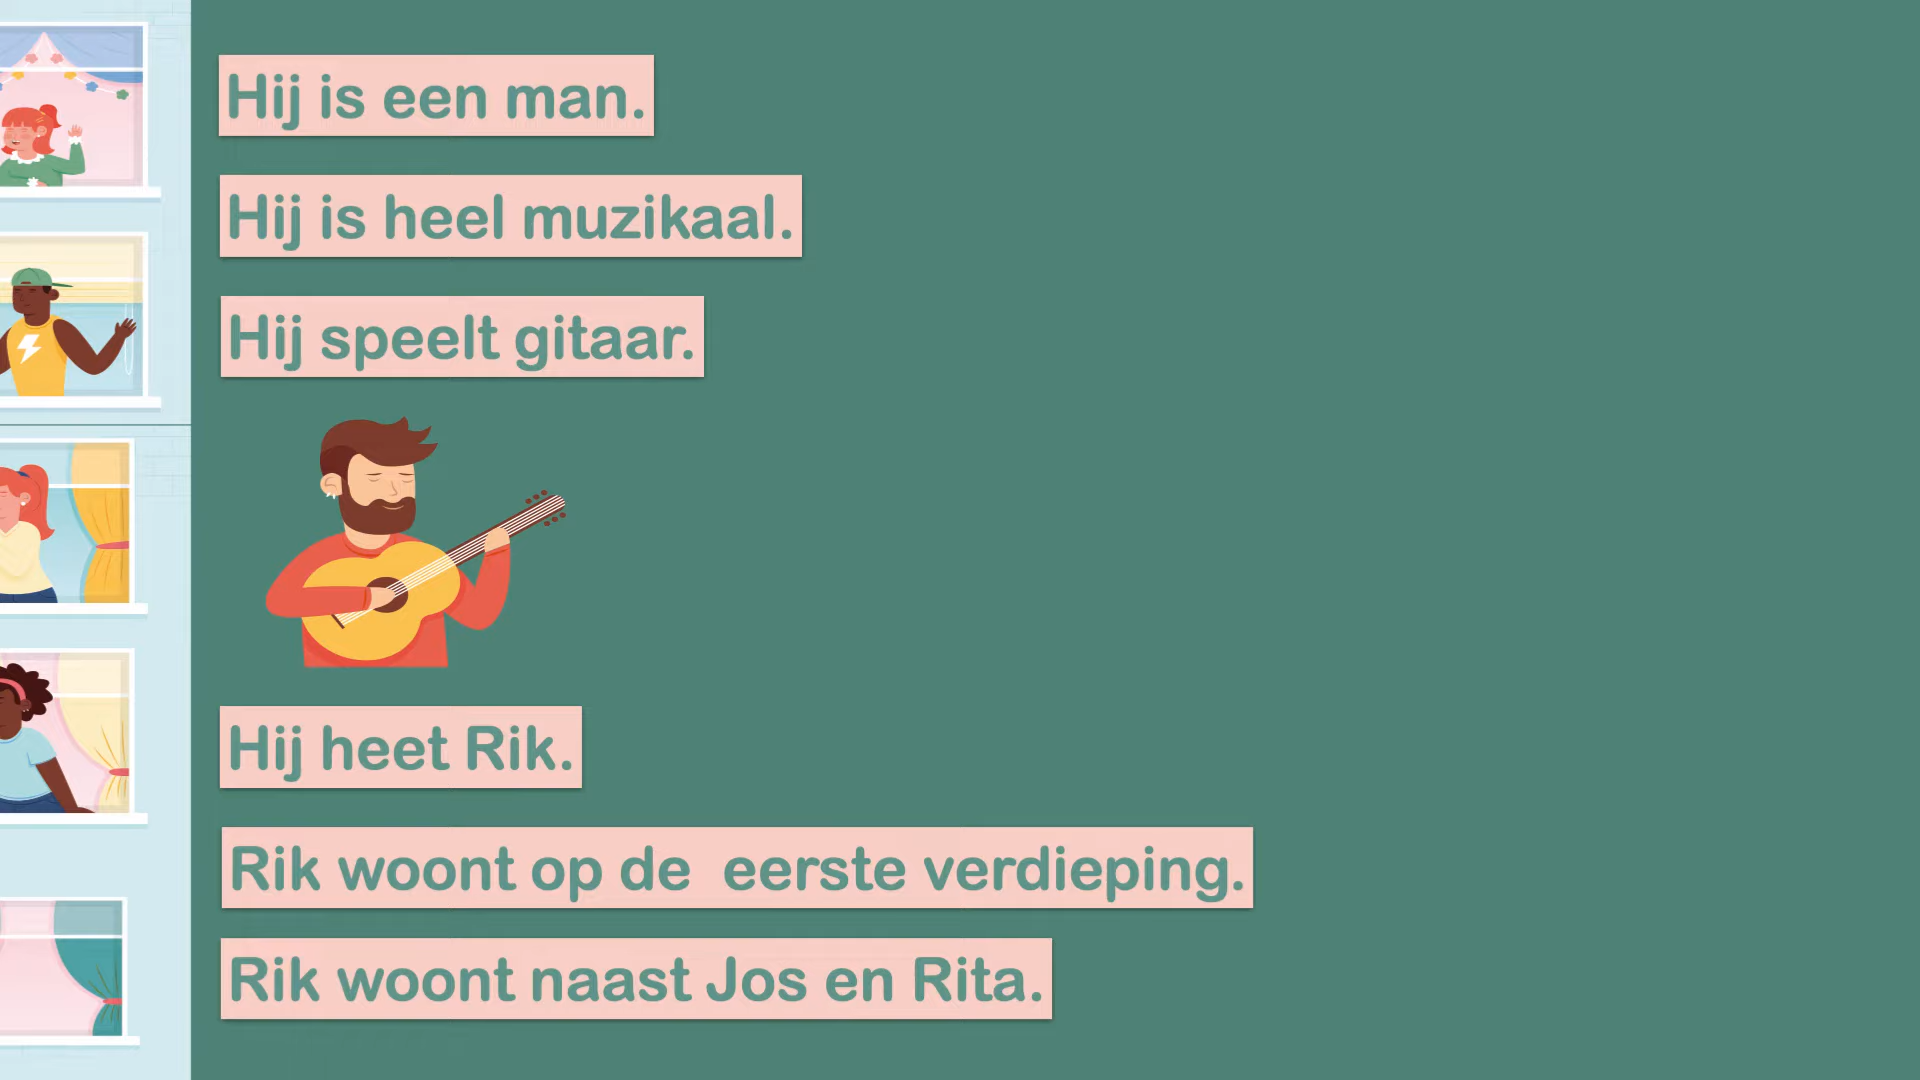 Hij is een man.
Hij is heel muzikaal.
Hij speelt gitaar.
Hij heet Rik.
Rik woont op de  eerste verdieping.
Rik woont naast Jos en Rita.